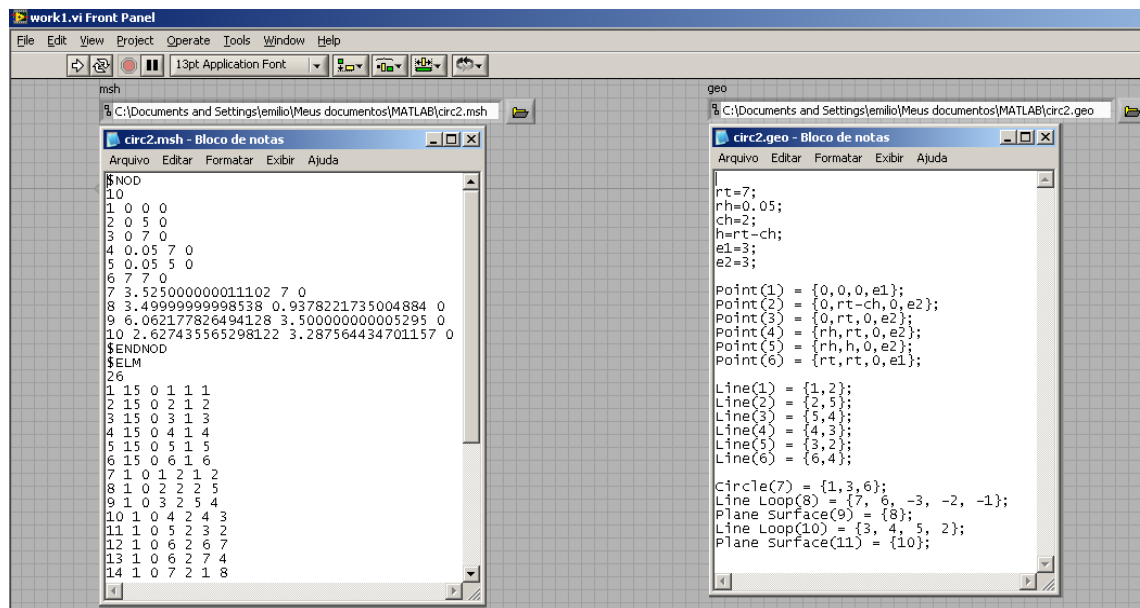 work1.vi Front Panel
File Edit View Project Operate Tools Window Help
13pt Application Font
msh
C:\Documents and Settings\emilio\Meus documentos\MATLAB\circ2.msh
circ2.msh - Bloco de notas
Arquivo Editar Formatar Exibir Ajuda
$NOD
10
1 0 0 0
2 0 5 0
3 0 7 0
4 0.05 7 0
5 0.05 5 0
6 7 7 0
7 3.525000000011102 7 0
8 3.49999999998538 0.9378221735004884 0
9 6.062177826494128 3.500000000005295 0
10 2.627435565298122 3.287564434701157 0
$ENDNOD
$ELM
26
1 15 0 1 1 1
2 15 0 2 1 2
3 15 0 3 1 3
4 15 0 4 1 4
5 15 0 5 1 5
6 15 0 6 1 6
7 1 0 1 2 1 2
8 1 0 2 2 2 5
9 1 0 3 2 5 4
10 1 0 4 2 4 3
11 1 0 5 2 3 2
12 1 0 6 2 6 7
13 1 0 6 2 7 4
14 1 0 7 2 1 8
geo
C:\Documents and Settings\emilio\Meus documentos\MATLAB\circ2.geo
circ2.geo - Bloco de notas
Arquivo Editar Formatar Exibir Ajuda
rt=7;
rh=0.05;
ch=2;
h=rt-ch;
e1=3;
e2=3;
Point(1) = {0,0,0,e1};
Point(2) = {0,rt-ch,0,e2};
Point(3) = {0,rt,0,e2};
Point(4) = {rh,rt,0,e2};
Point(5) = {rh,h,0,e2};
Point(6) = {rt,rt,0,e1};
Line(1) = {1,2};
Line(2) = {2,5};
Line(3) = {5,4};
Line(4) = {4,3};
Line(5) = {3,2};
Line(6) = {6,4};
Circle(7) = {1,3,6};
Line Loop(8) = {7, 6, -3, -2, -1};
Plane Surface(9) = {8};
Line Loop(10) = {3, 4, 5, 2};
Plane Surface(11) = {10};